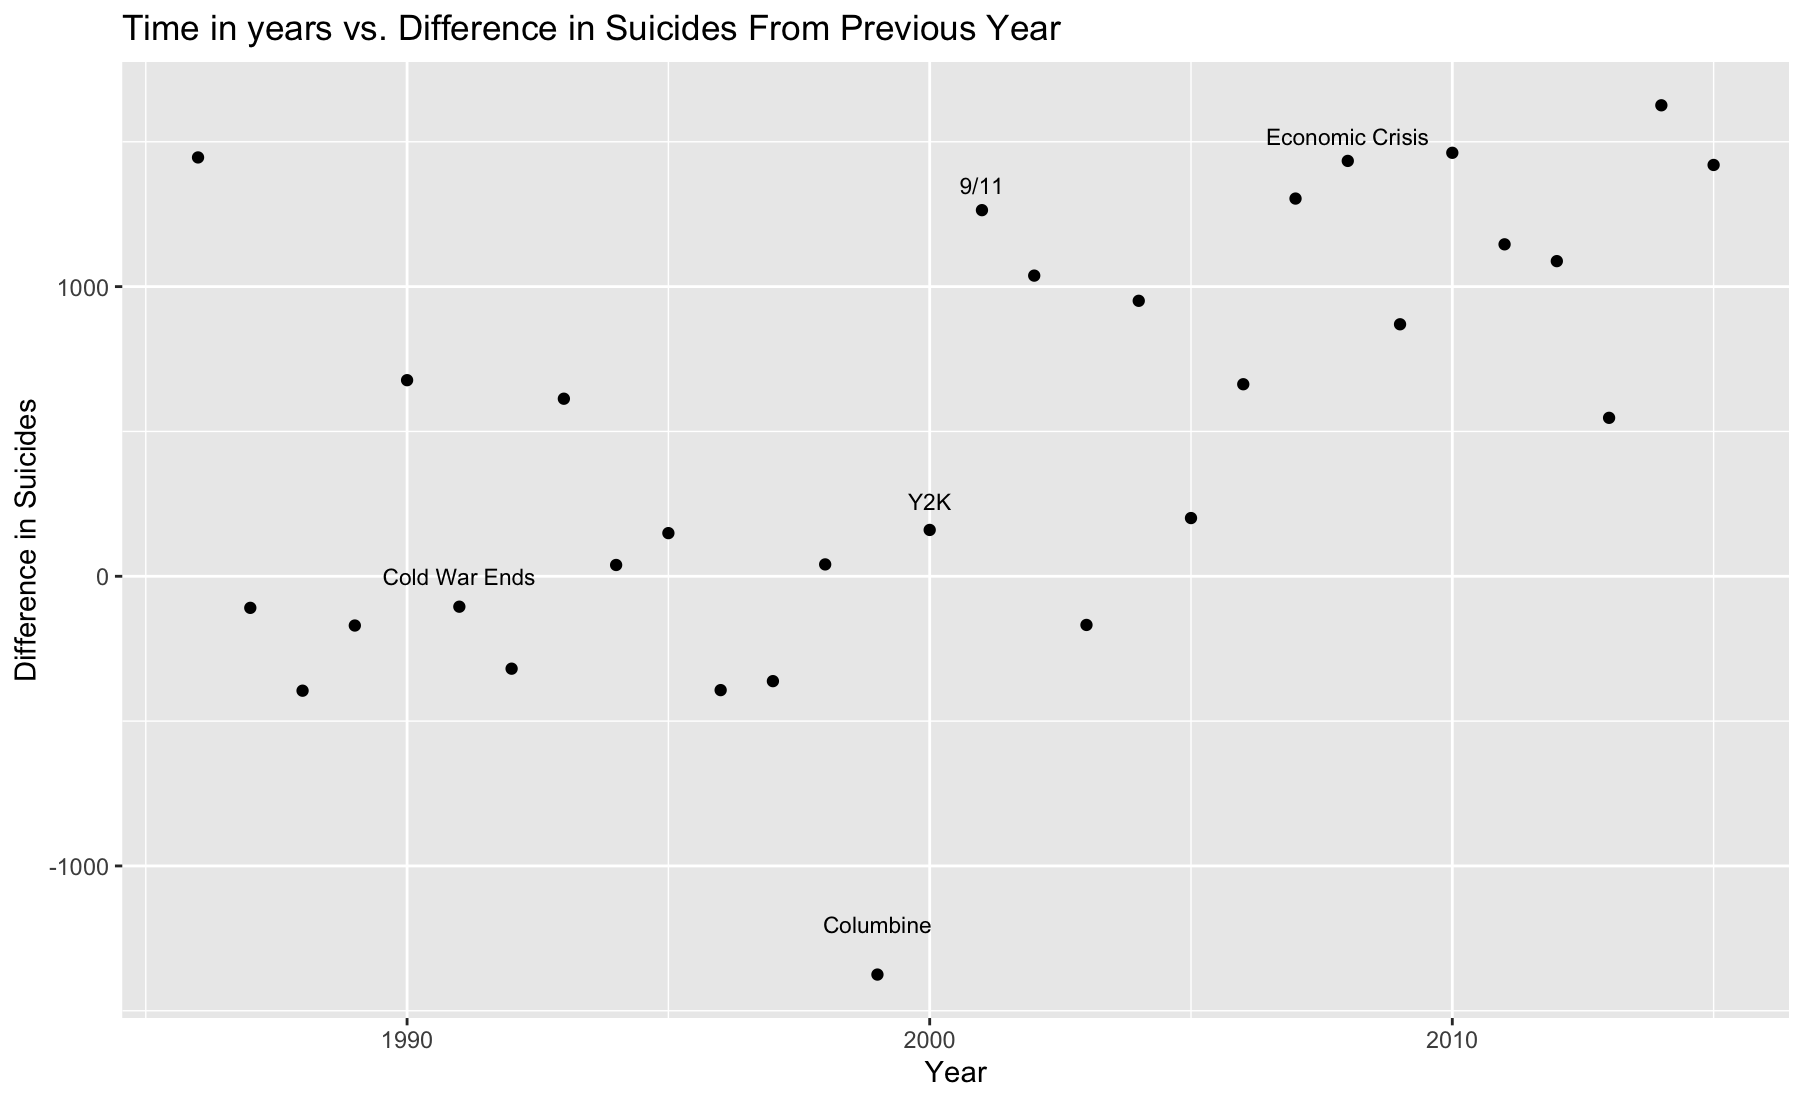 Time in years vs. Difference in Suicides From Previous Year
Economic Crisis
9/11
1000
Y2K
Cold War Ends
0
-1000
Columbine
Difference in Suicides
1990
2000
2010
Year